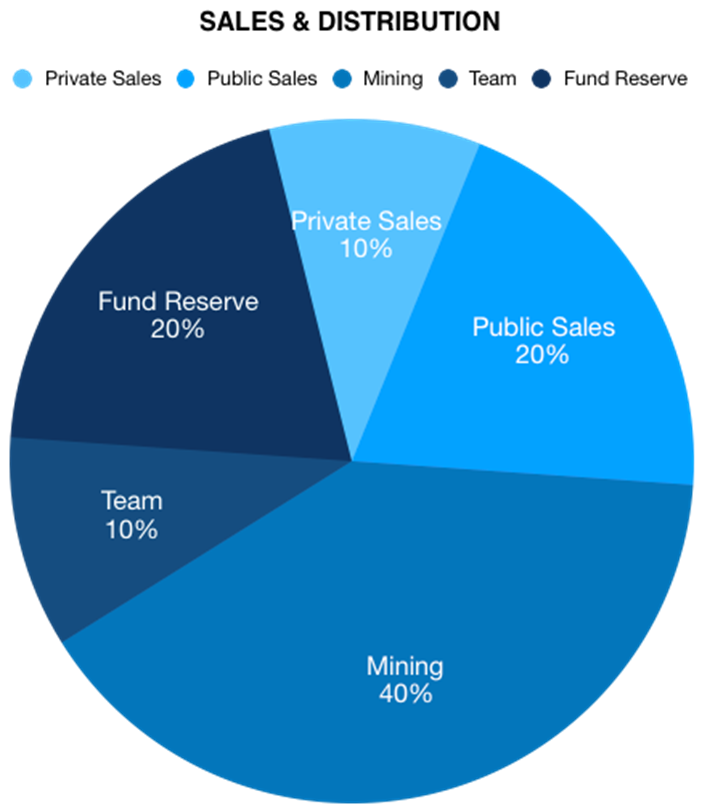 SALES & DISTRIBUTION
Private Sales Public Sales Mining Team Fund Reserve
Private Sales
10%
Fund Reserve
20%
Public Sales
20%
Team
10%
Mining
40%